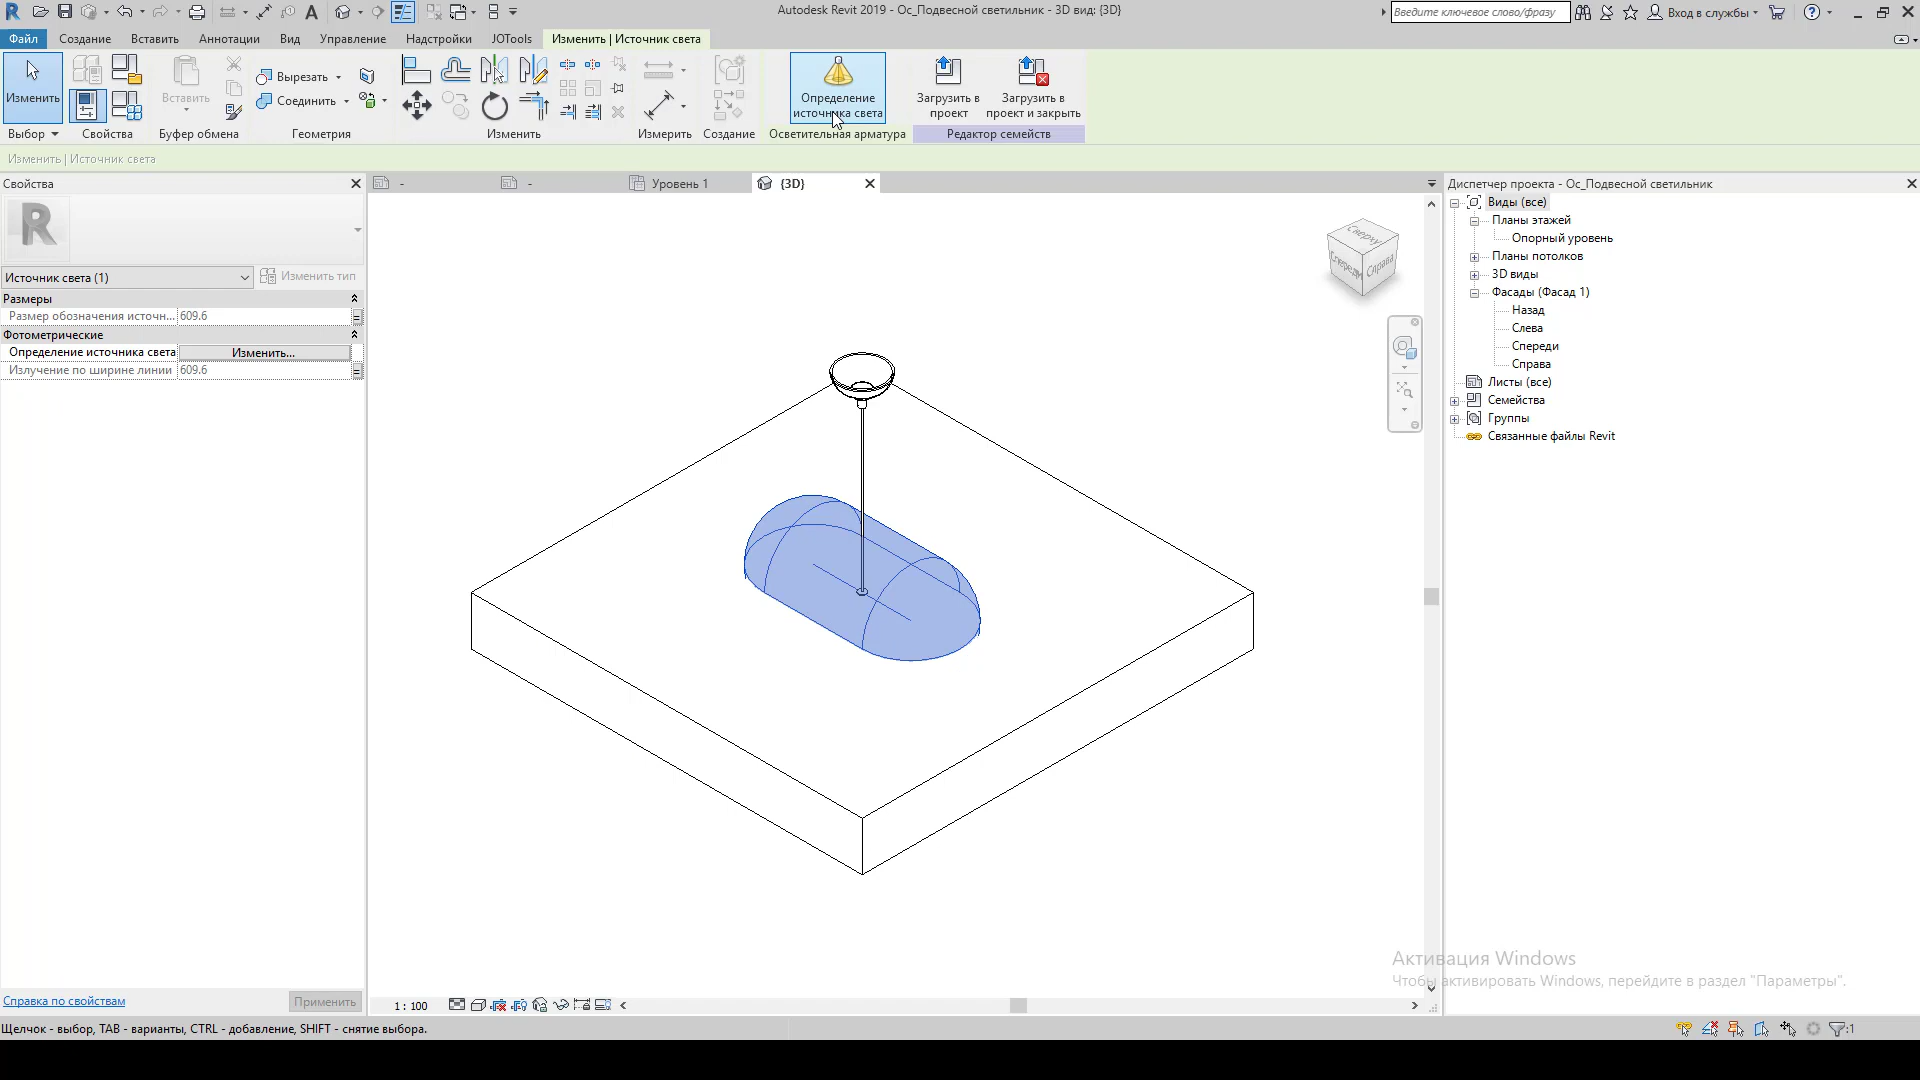 Autodesk Revit 2019 - Ос_Подвесной светильник - 3D вид: {3D}
Введите ключевое слово/фразу
Вход в службы
Файл
Создание
Вставить
Аннотации
Вид
Управление
Надстройки
JOTools
Изменить | Источник света
Изменить
Вставить
Вырезать
Соединить
Определение
источника света
Загрузить в
проект
Загрузить в
проект и закрыть
Выбор
Свойства
Буфер обмена
Геометрия
Изменить
Измерить
Создание
Осветительная арматура
Редактор семейств
Изменить | Источник света
Свойства
-
-
Уровень 1
{3D}
Диспетчер проекта - Ос_Подвесной светильник
R
Источник света (1)
Изменить тип
Размеры
Размер обозначения источн... 609.6
Фотометрические
Определение источника света Изменить...
Излучение по ширине линии 609.6
Сверху
Спереди
Справа
Виды (все)
Планы этажей
Опорный уровень
Планы потолков
3D виды
Фасады (Фасад 1)
Назад
Слева
Спереди
Справа
Листы (все)
Семейства
Группы
Связанные файлы Revit
Активация Windows
Чтобы активировать Windows, перейдите в раздел "Параметры".
Справка по свойствам
Применить
1 : 100
Щелчок - выбор, TAB - варианты, CTRL - добавление, SHIFT - снятие выбора.
:1